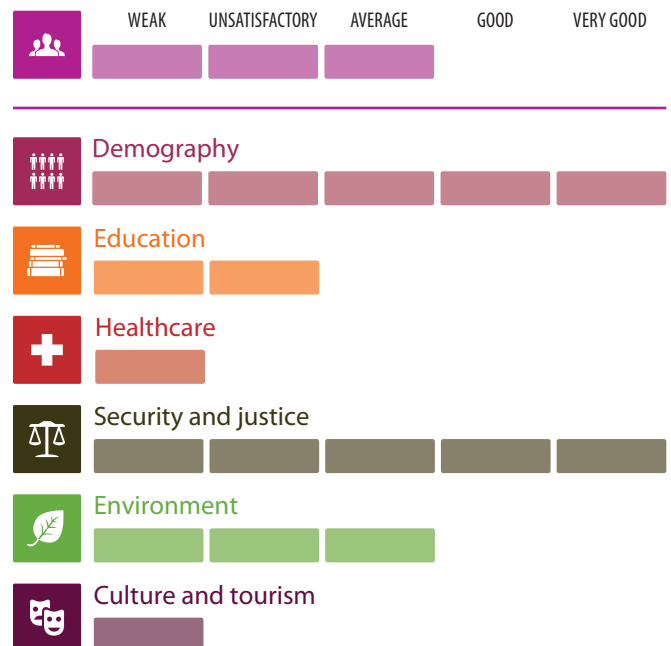 WEAK UNSATISFACTORY AVERAGE GOOD VERY GOOD
Demography
Education
Healthcare
Security and justice
Environment
Culture and tourism